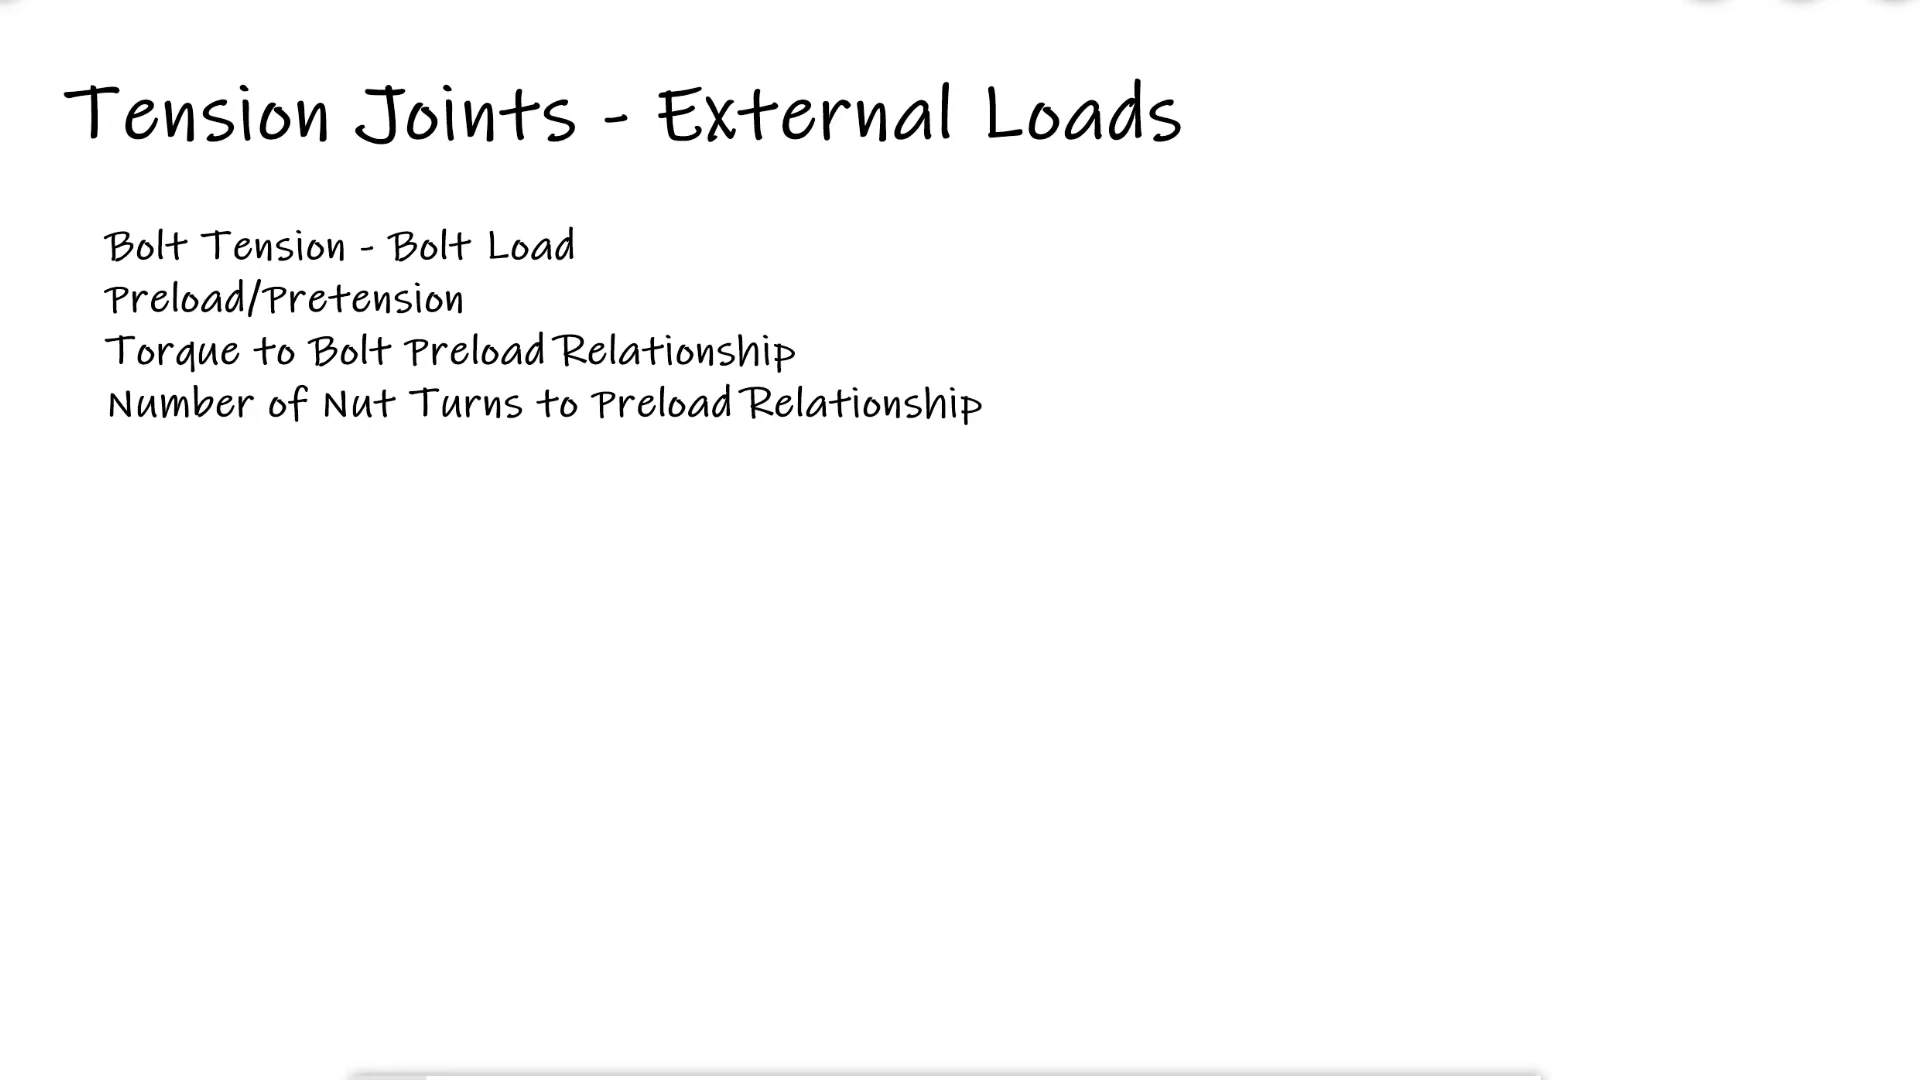 Tension Joints - External Loads
Bolt Tension - Bolt Load
Preload/Pretension
Torque to Bolt Preload Relationship
Number of Nut Turns to Preload Relationship